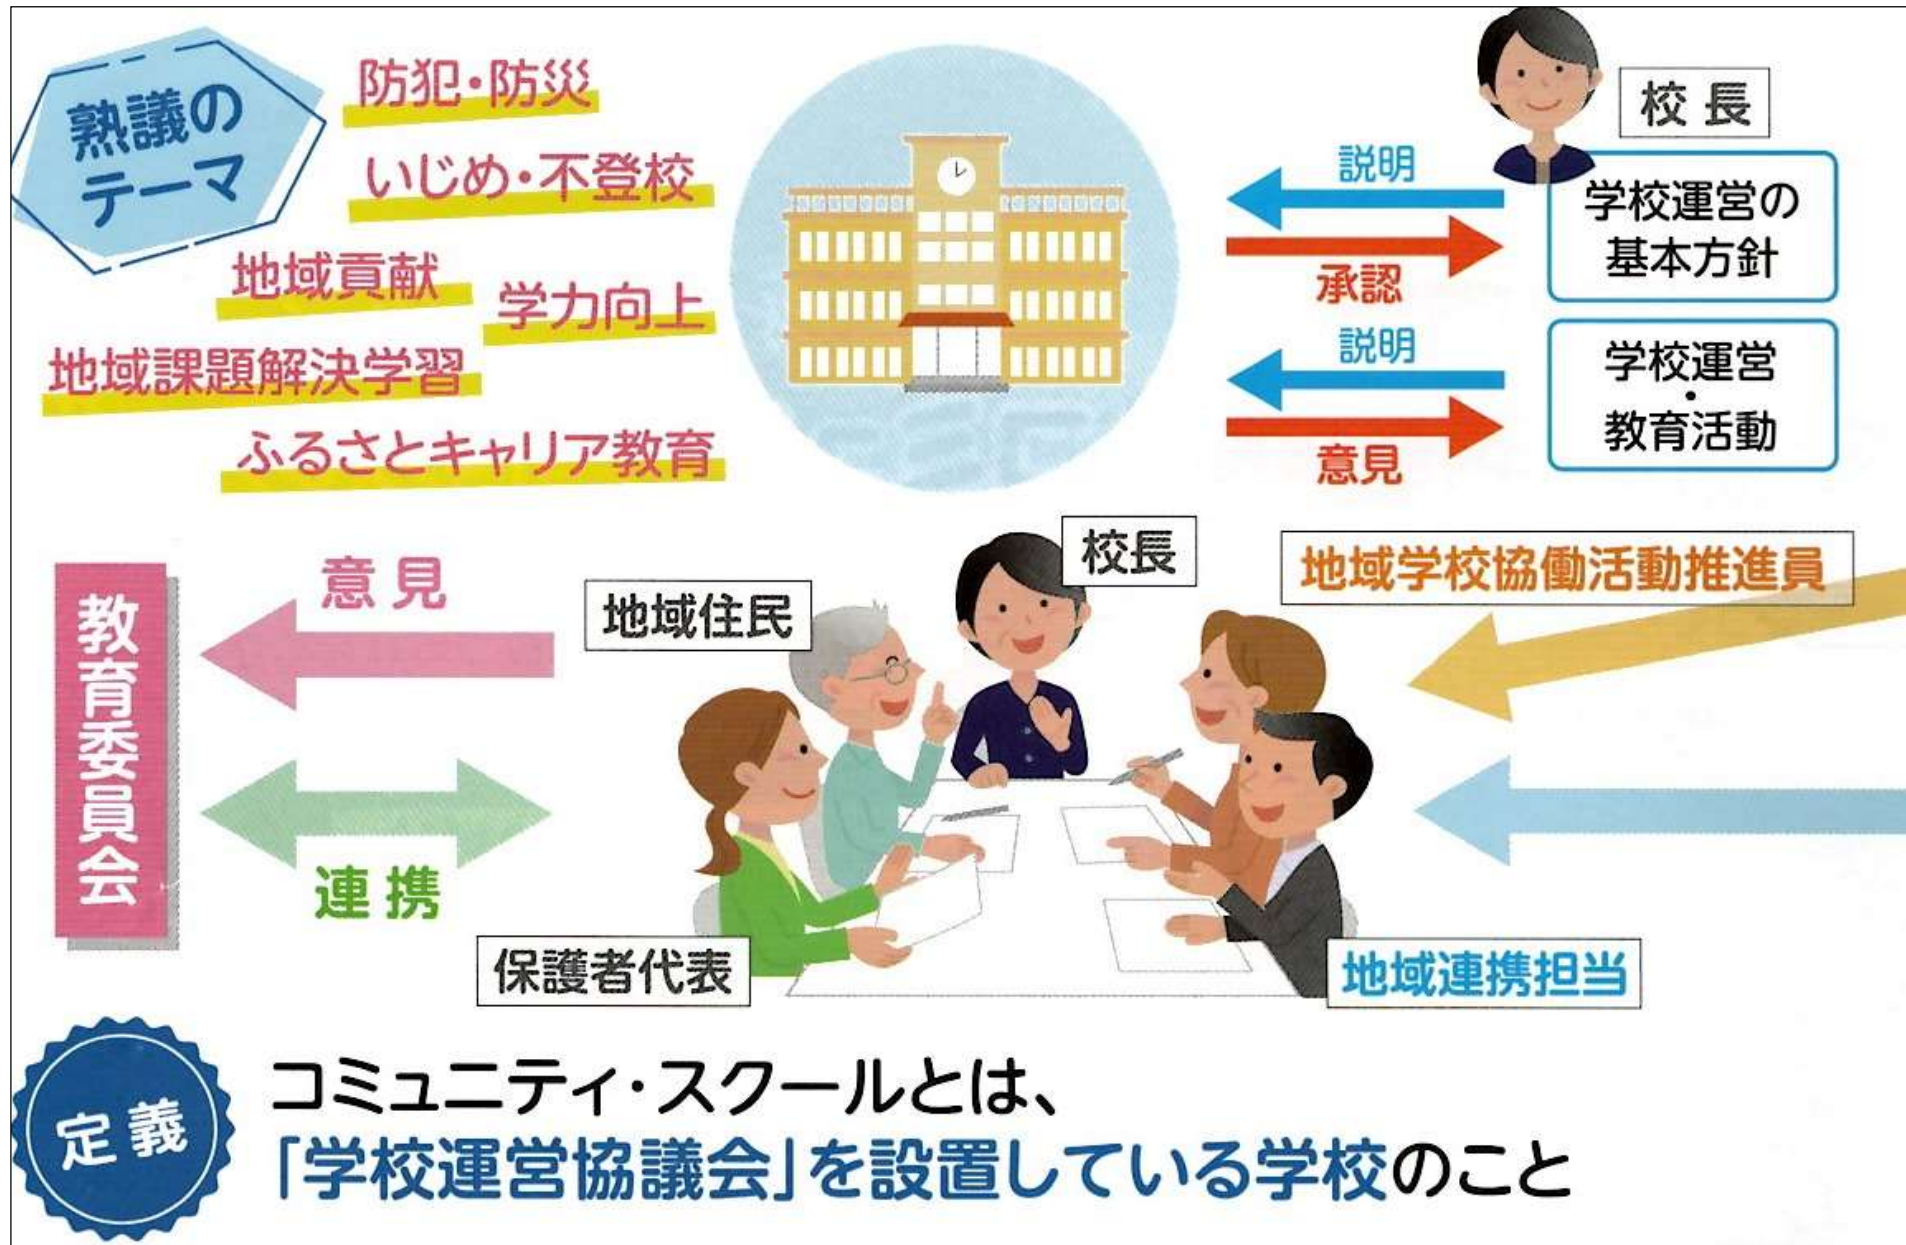 熟議の
テーマ
防犯・防災
いじめ・不登校
地域貢献
学力向上
地域課題解決学習
ふるさとキャリア教育
校長
説明
承認
学校運営の
基本方針
説明
意見
学校運営
・
教育活動
教育委員会
意見
連携
地域住民
校長
地域学校協働活動推進員
保護者代表
地域連携担当
定義
コミュニティ・スクールとは、
「学校運営協議会」を設置している学校のこと